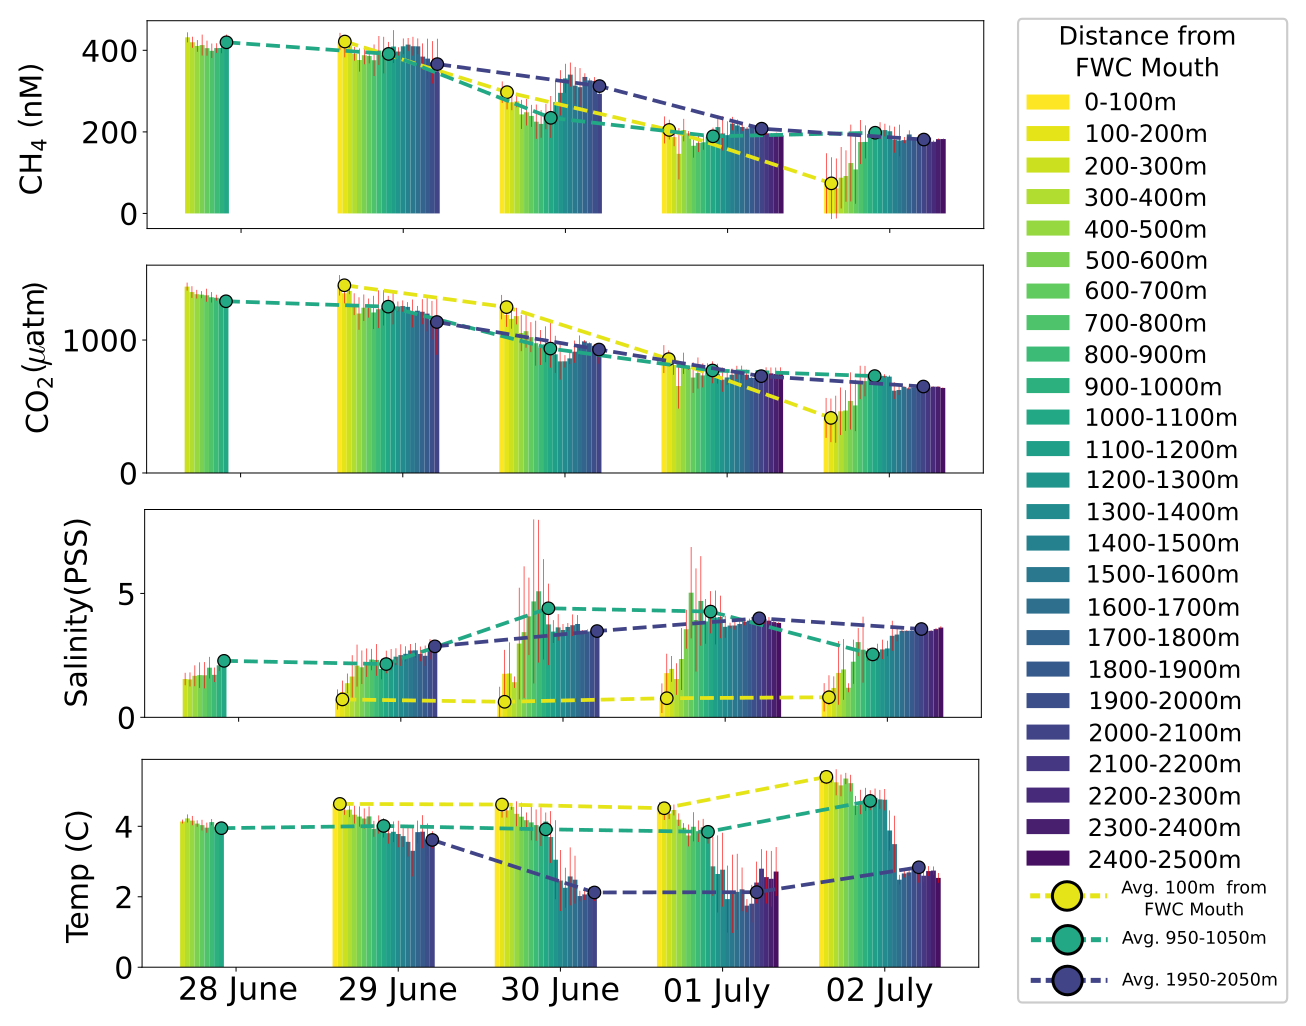 400
200
0
CH4 (nM)
1000
0
CO2 (μatm)
5
0
Salinity(PSS)
4
2
0
Temp (C)
28 June
29 June
30 June
01 July
02 July
Distance from
FWC Mouth
0-100m
100-200m
200-300m
300-400m
400-500m
500-600m
600-700m
700-800m
800-900m
900-1000m
1000-1100m
1100-1200m
1200-1300m
1300-1400m
1400-1500m
1500-1600m
1600-1700m
1700-1800m
1800-1900m
1900-2000m
2000-2100m
2100-2200m
2200-2300m
2300-2400m
2400-2500m
Avg. 100m from
FWC Mouth
Avg. 950-1050m
Avg. 1950-2050m